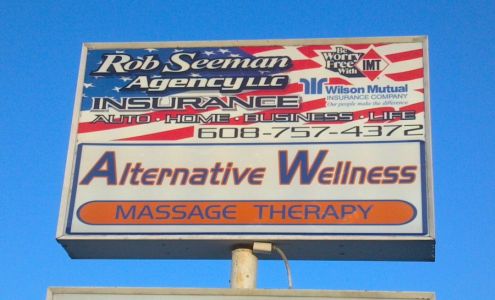 Rob Seeman
Agency LLC
INSURANCE
AUTO · HOME · BUSINESS · LIFE
608-757-4372
Be
Worry
Free
With
IMT
Wilson Mutual
INSURANCE COMPANY
Our people make the difference
ALTERNATIVE WELLNESS
MASSAGE THERAPY